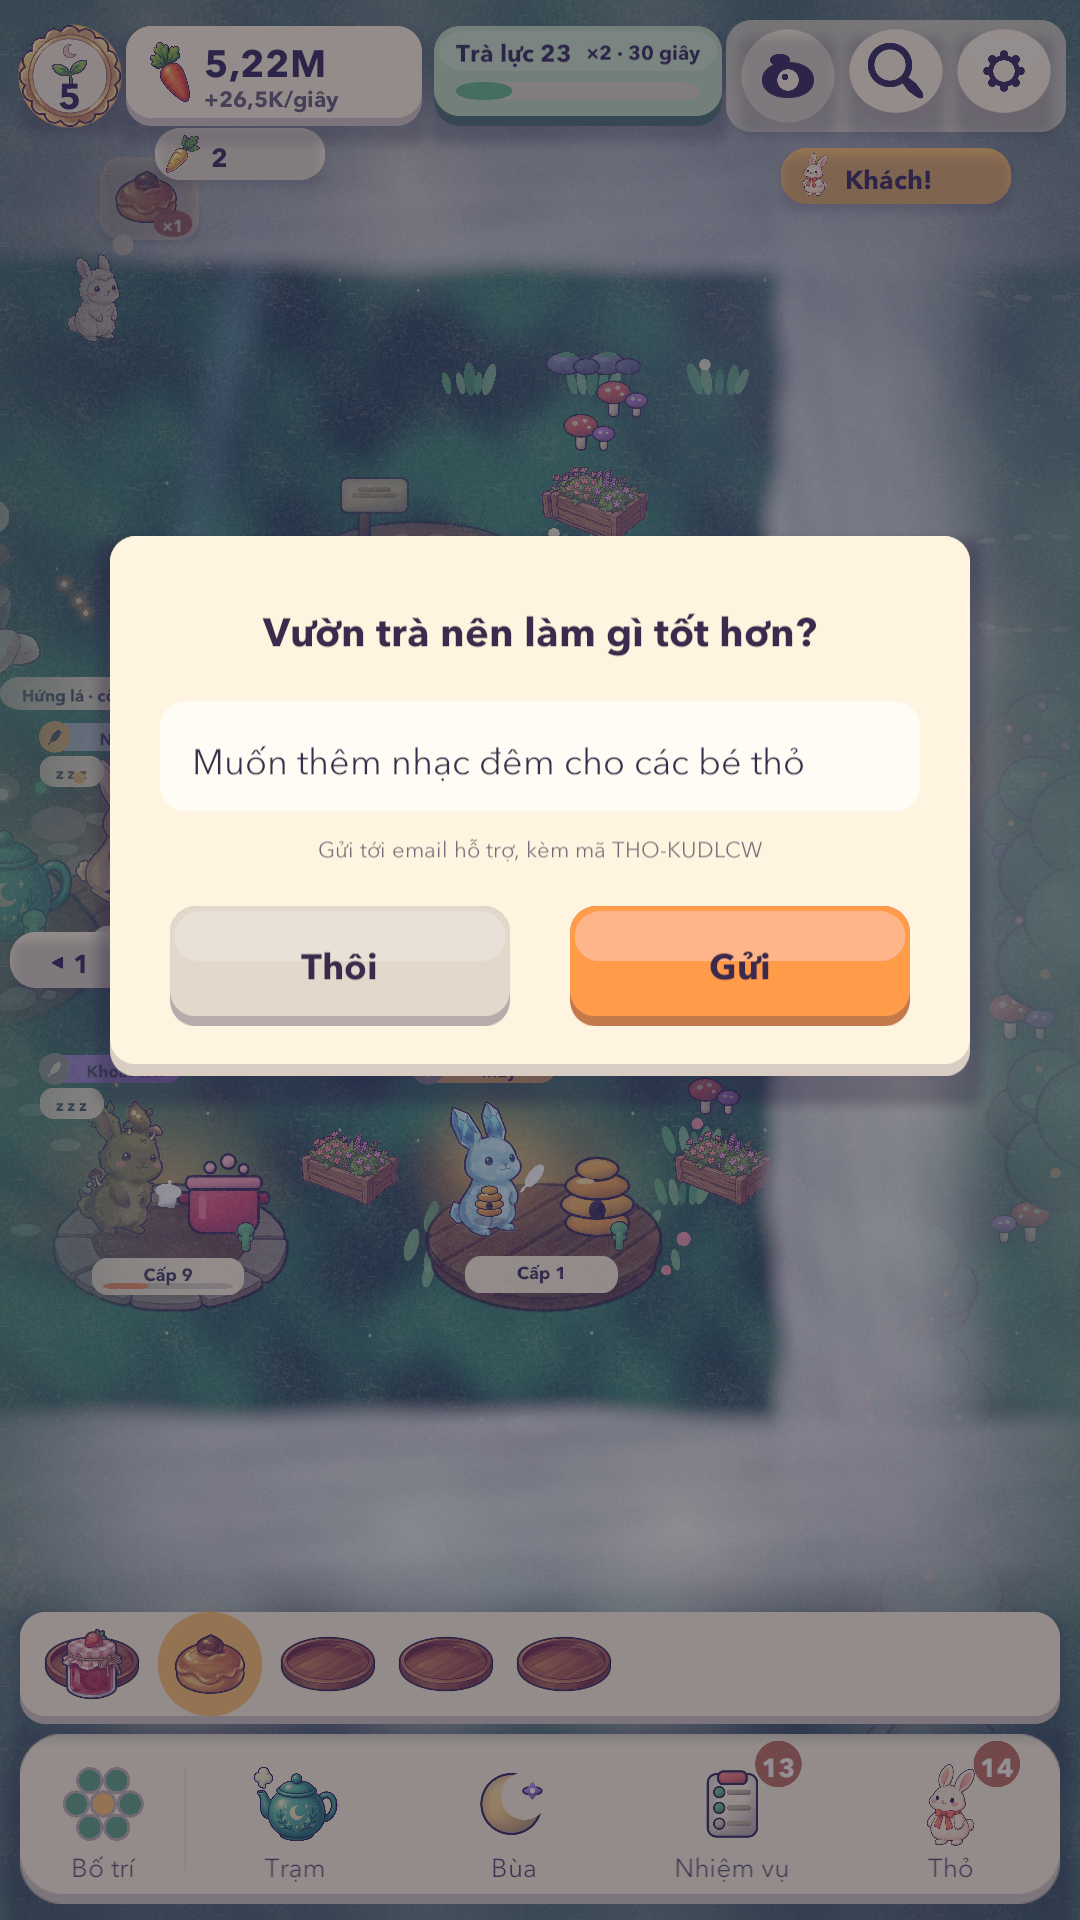 5
5,22M
+26,5K/giây
Trà lực 23 ×2 · 30 giây
2
Khách!
×1
Vườn trà nên làm gì tốt hơn?
Hứng lá · 
Muốn thêm nhạc đêm cho các bé thỏ
z z z
Gửi tới email hỗ trợ, kèm mã THO-KUDLCW
Thôi
Gửi
◄ 1
z z z
Cấp 9
Cấp 1
13
14
Bố trí
Trạm
Bùa
Nhiệm vụ
Thỏ